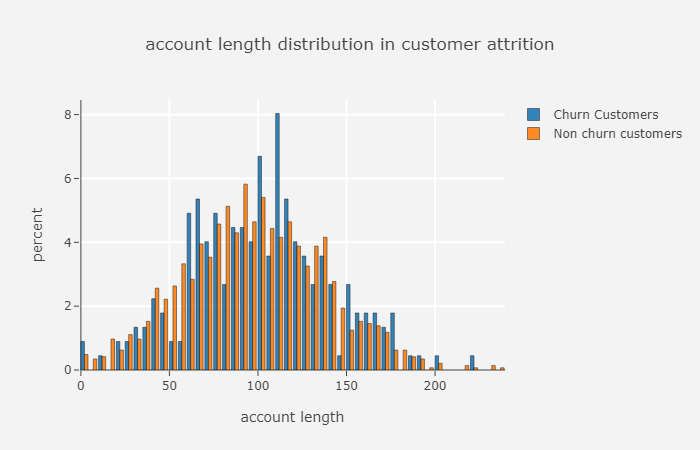 account length distribution in customer attrition
Churn Customers
Non churn customers
8
6
4
2
0
percent
0 50 100 150 200
account length